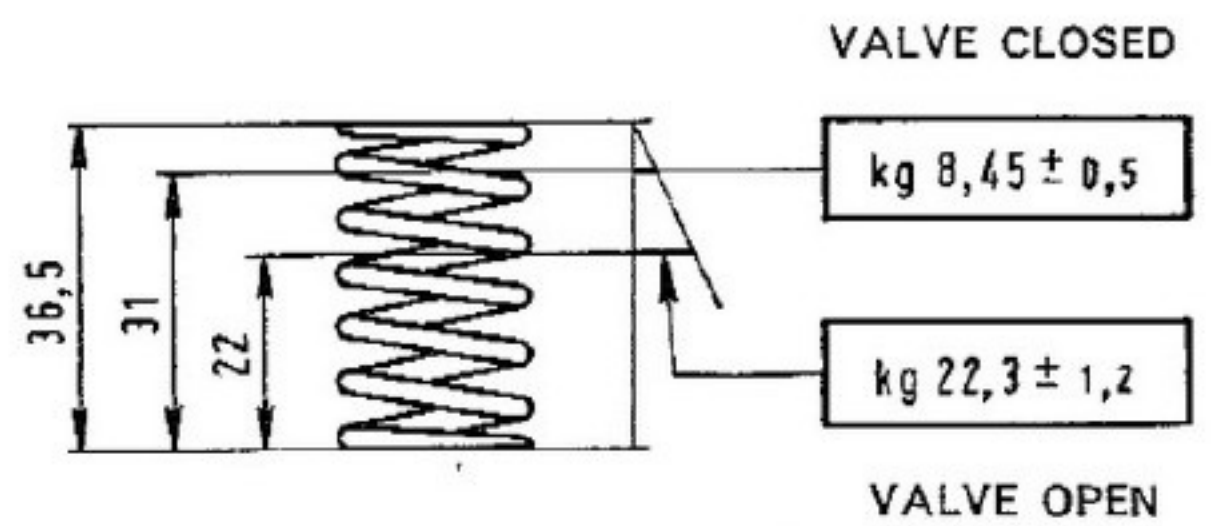 VALVE CLOSED
kg 8,45 ± 0,5
36,5
31
22
kg 22,3 ± 1,2
VALVE OPEN